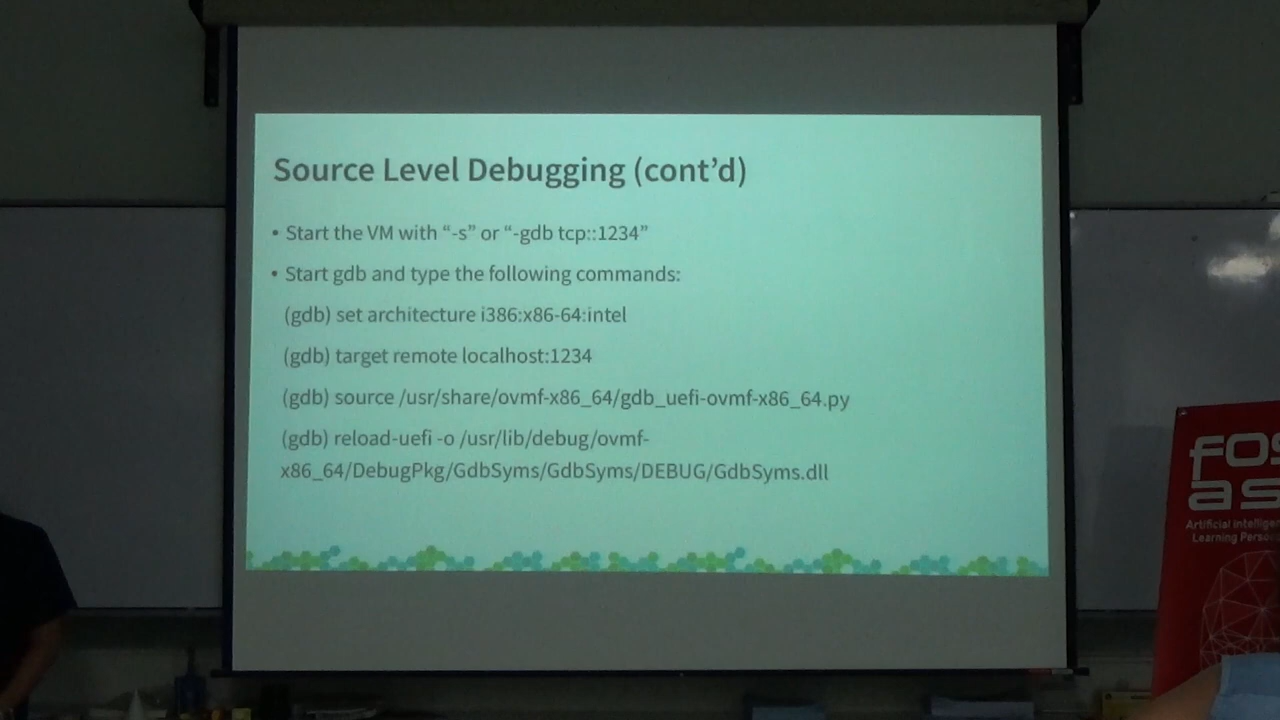 Source Level Debugging (cont’d)
• Start the VM with “-s” or “-gdb tcp::1234”
• Start gdb and type the following commands:
(gdb) set architecture i386:x86-64:intel
(gdb) target remote localhost:1234
(gdb) source /usr/share/ovmf-x86_64/gdb_uefi-ovmf-x86_64.py
(gdb) reload-uefi -o /usr/lib/debug/ovmf-
x86_64/DebugPkg/GdbSyms/GdbSyms/DEBUG/GdbSyms.dll
fos
as
Artificial
Learning